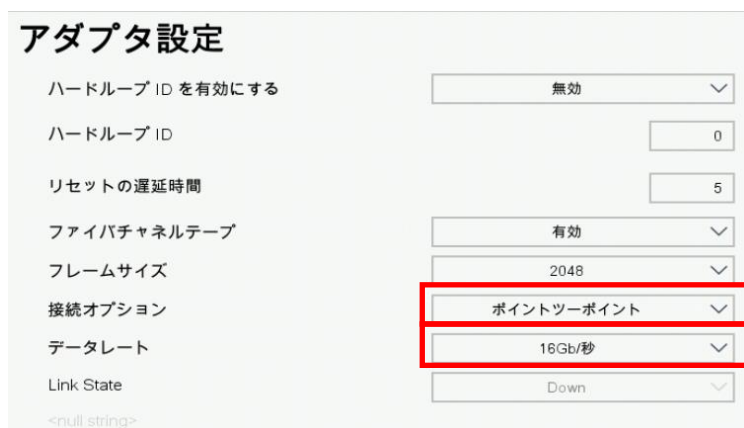 アダプタ設定
ハードループ ID を有効にする 無効
ハードループ ID 0
リセットの遅延時間 5
ファイバチャネルテープ 有効
フレームサイズ 2048
接続オプション ポイントツーポイント
データレート 16Gb/秒
Link State Down
<null string>